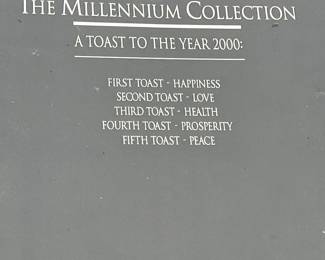 THE MILLENNIUM COLLECTION
A TOAST TO THE YEAR 2000:
FIRST TOAST - HAPPINESS
SECOND TOAST - LOVE
THIRD TOAST - HEALTH
FOURTH TOAST - PROSPERITY
FIFTH TOAST - PEACE